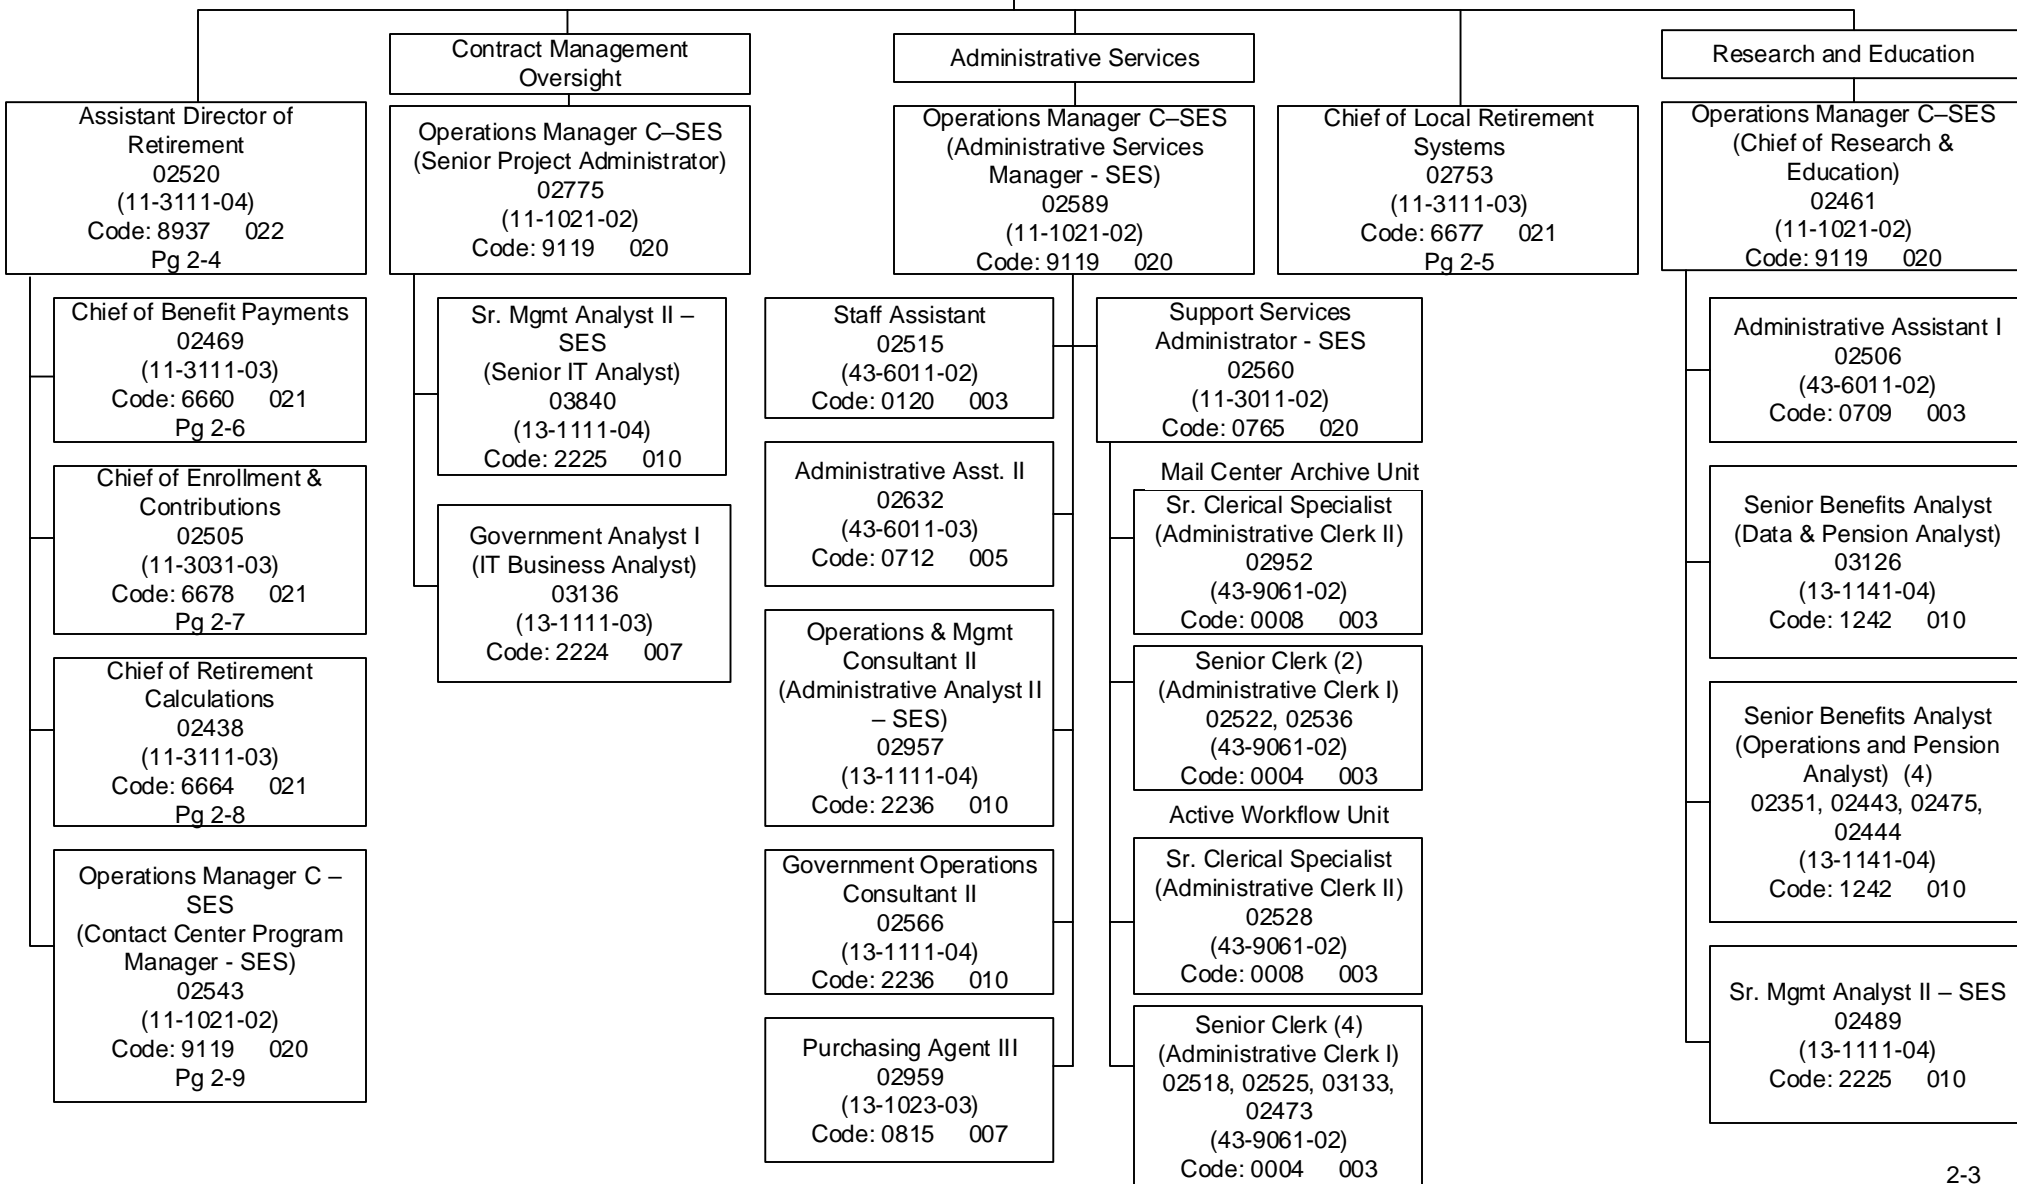 Assistant Director of
Retirement
02520
(11-3111-04)
Code: 8937 022
Pg 2-4
Chief of Benefit Payments
02469
(11-3111-03)
Code: 6660 021
Pg 2-6
Chief of Enrollment &
Contributions
02505
(11-3031-03)
Code: 6678 021
Pg 2-7
Chief of Retirement
Calculations
02438
(11-3111-03)
Code: 6664 021
Pg 2-8
Operations Manager C –
SES
(Contact Center Program
Manager - SES)
02543
(11-1021-02)
Code: 9119 020
Pg 2-9
Contract Management
Oversight
Operations Manager C–SES
(Senior Project Administrator)
02775
(11-1021-02)
Code: 9119 020
Sr. Mgmt Analyst II –
SES
(Senior IT Analyst)
03840
(13-1111-04)
Code: 2225 010
Government Analyst I
(IT Business Analyst)
03136
(13-1111-03)
Code: 2224 007
Administrative Services
Operations Manager C–SES
(Administrative Services
Manager - SES)
02589
(11-1021-02)
Code: 9119 020
Staff Assistant
02515
(43-6011-02)
Code: 0120 003
Administrative Asst. II
02632
(43-6011-03)
Code: 0712 005
Operations & Mgmt
Consultant II
(Administrative Analyst II
– SES)
02957
(13-1111-04)
Code: 2236 010
Government Operations
Consultant II
02566
(13-1111-04)
Code: 2236 010
Purchasing Agent III
02959
(13-1023-03)
Code: 0815 007
Support Services
Administrator - SES
02560
(11-3011-02)
Code: 0765 020
Mail Center Archive Unit
Sr. Clerical Specialist
(Administrative Clerk II)
02952
(43-9061-02)
Code: 0008 003
Senior Clerk (2)
(Administrative Clerk I)
02522, 02536
(43-9061-02)
Code: 0004 003
Active Workflow Unit
Sr. Clerical Specialist
(Administrative Clerk II)
02528
(43-9061-02)
Code: 0008 003
Senior Clerk (4)
(Administrative Clerk I)
02518, 02525, 03133,
02473
(43-9061-02)
Code: 0004 003
Chief of Local Retirement
Systems
02753
(11-3111-03)
Code: 6677 021
Pg 2-5
Research and Education
Operations Manager C–SES
(Chief of Research &
Education)
02461
(11-1021-02)
Code: 9119 020
Administrative Assistant I
02506
(43-6011-02)
Code: 0709 003
Senior Benefits Analyst
(Data & Pension Analyst)
03126
(13-1141-04)
Code: 1242 010
Senior Benefits Analyst
(Operations and Pension
Analyst) (4)
02351, 02443, 02475,
02444
(13-1141-04)
Code: 1242 010
Sr. Mgmt Analyst II – SES
02489
(13-1111-04)
Code: 2225 010
2-3